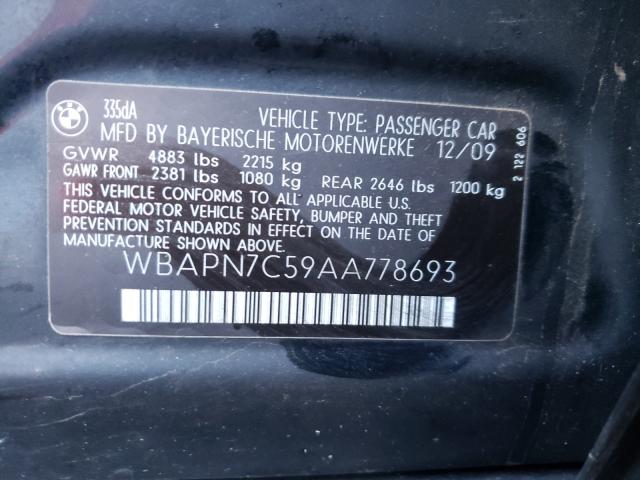 BMW
335dA
VEHICLE TYPE: PASSENGER CAR
MFD BY BAYERISCHE MOTORENWERKE 12/09
GVWR 4883 lbs 2215 kg
GAWR FRONT 2381 lbs 1080 kg REAR 2646 lbs 1200 kg
THIS VEHICLE CONFORMS TO ALL APPLICABLE U.S.
FEDERAL MOTOR VEHICLE SAFETY, BUMPER AND THEFT
PREVENTION STANDARDS IN EFFECT ON THE DATE OF
MANUFACTURE SHOWN ABOVE.
WBAPN7C59AA778693
2 122 606